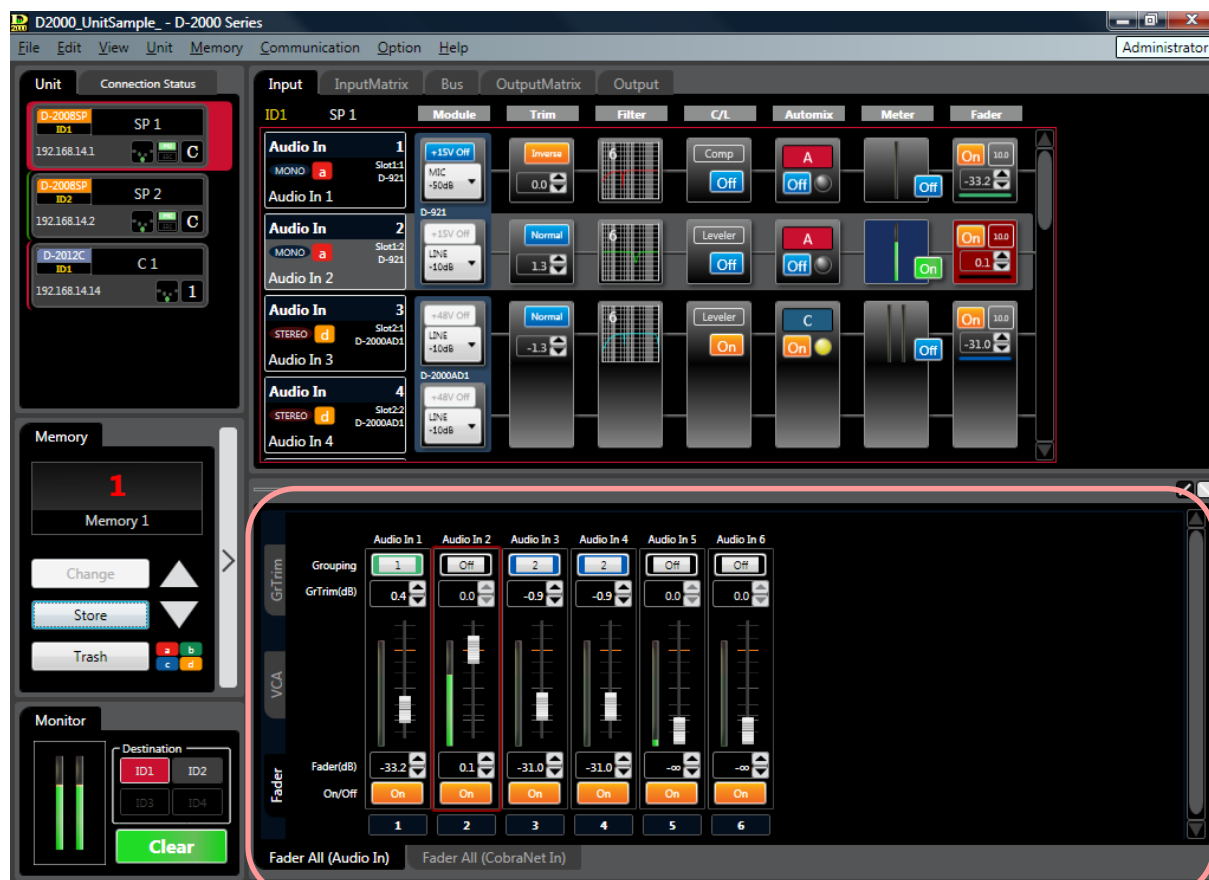 D2000_UnitSample_ - D-2000 Series
File Edit View Unit Memory Communication Option Help
Administrator
Unit Connection Status
D-2008SP
ID1
SP 1
192.168.14.1
C
D-2008SP
ID2
SP 2
192.168.14.2
C
D-2012C
ID1
C 1
192.168.14.14
1
Memory
1
Memory 1
Change
Store
Trash
a b
c d
Monitor
Destination
ID1 ID2
ID3 ID4
Clear
Input InputMatrix Bus OutputMatrix Output
ID1 SP 1 Module Trim Filter C/L Automix Meter Fader
Audio In 1
MONO a Slot1:1
D-921
Audio In 1
+15V Off
MIC
-50dB
Inverse
0.0
6
Comp
Off
A
Off
Off
On 10.0
-33.2
D-921
Audio In 2
MONO a Slot1:2
D-921
Audio In 2
+15V Off
LINE
-10dB
Normal
1.3
6
Leveler
Off
A
Off
On
On 10.0
0.1
Audio In 3
STEREO d Slot2:1
D-2000AD1
Audio In 3
+48V Off
LINE
-10dB
Normal
-1.3
6
Leveler
On
C
On
Off
On 10.0
-31.0
D-2000AD1
Audio In 4
STEREO d Slot2:2
D-2000AD1
Audio In 4
+48V Off
LINE
-10dB
GrTrim
VCA
Fader
Audio In 1 Audio In 2 Audio In 3 Audio In 4 Audio In 5 Audio In 6
Grouping 1 Off 2 2 Off Off
GrTrim(dB) 0.4 0.0 -0.9 -0.9 0.0 0.0
Fader(dB) -33.2 0.1 -31.0 -31.0 -∞ -∞
On/Off On On On On On On
1 2 3 4 5 6
Fader All (Audio In) Fader All (CobraNet In)